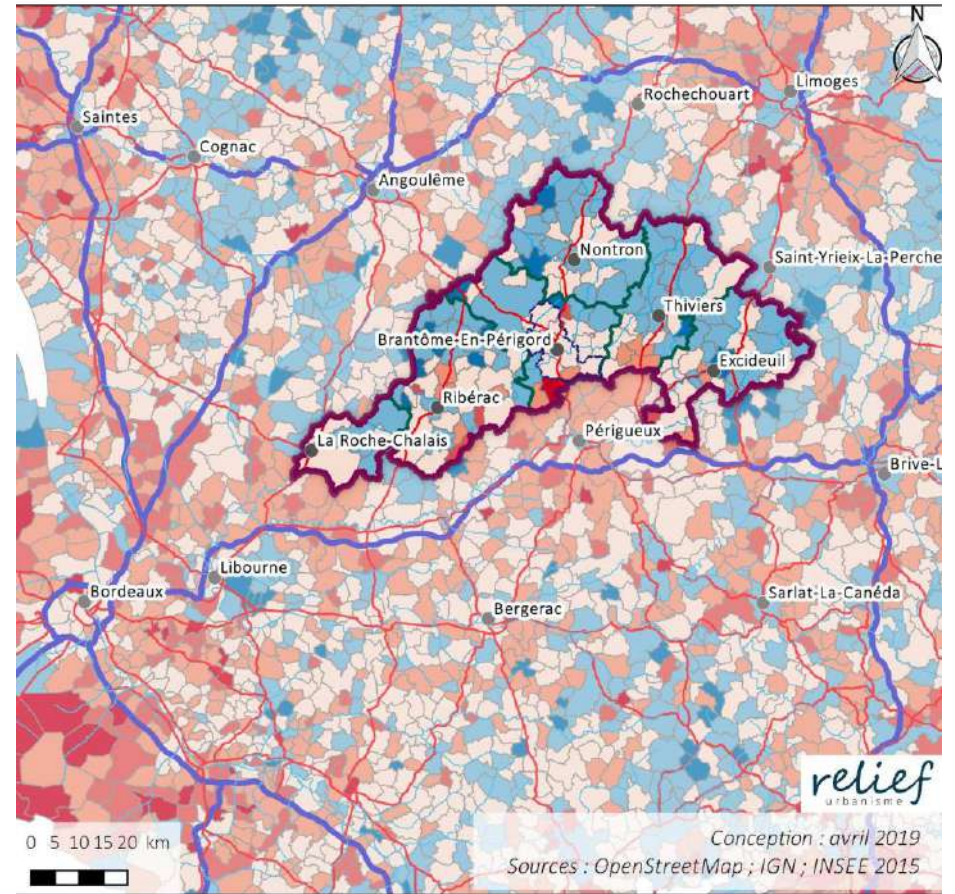 N
Limoges
Rochechouart
Saintes
Cognac
Angoulême
Nontron
Saint-Yrieix-La-Perche
Thiviers
Brantôme-En-Périgord
Excideuil
Ribérac
Périgueux
La Roche-Chalais
Brive-L
Libourne
Bordeaux
Sarlat-La-Canéda
Bergerac
relief
urbanisme
0 5 10 15 20 km
Conception : avril 2019
Sources : OpenStreetMap ; IGN ; INSEE 2015